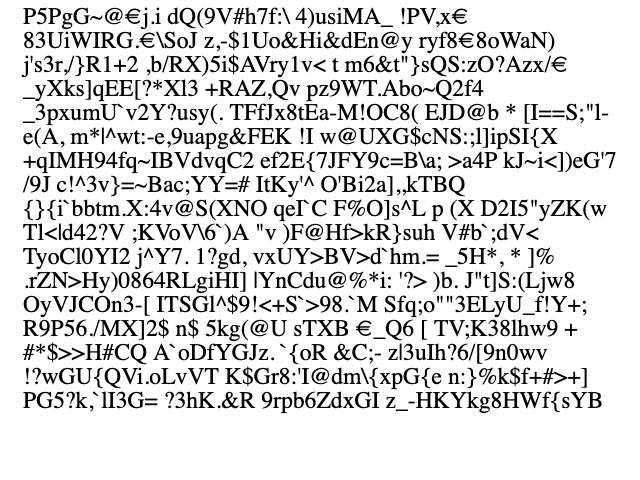 P5PgG~@€j.i dQ(9V#h7f:\ 4)usiMA_ !PV,x€
83UiWIRG.€\SoJ z,-$1Uo&Hi&dEn@y ryf8€8oWaN)
j's3r,/}R1+2 ,b/RX)5i$AVry1v< t m6&t"}sQS:zO?Azx/€
_yXks]qEE[?*Xl3 +RAZ,Qv pz9WT.Abo~Q2f4
_3pxumU`v2Y?usy(. TFfJx8tEa-M!OC8( EJD@b * [I==S;"l-
e(A, m*|^wt:-e,9uapg&FEK !I w@UXG$cNS:;l]ipSI{X
+qIMH94fq~IBVdvqC2 ef2E{7JFY9c=B\a; >a4P kJ~i<])eG'7
/9J c!^3v}=~Bac;YY=# ItKy'^ O'Bi2a],,kTBQ
{}{i`bbtm.X:4v@S(XNO qeI`C F%O]s^L p (X D2I5"yZK(w
Tl<|d42?V ;KVoV\6`)A "v )F@Hf>kR}suh V#b`;dV<
TyoCl0YI2 j^Y7. 1?gd, vxUY>BV>d`hm.= _5H*, * ]%
.rZN>Hy)0864RLgiHI] |YnCdu@%*i: '?> )b. J"t]S:(Ljw8
OyVJCOn3-[ ITSGl^$9!<+S`>98.`M Sfq;o""3ELyU_f!Y+;
R9P56./MX]2$ n$ 5kg(@U sTXB €_Q6 [ TV;K38lhw9 +
#*$>>H#CQ A`oDfYGJz. `{oR &C;- z|3uIh?6/[9n0wv
!?wGU{QVi.oLvVT K$Gr8:'I@dm\{xpG{e n:}%k$f+#>+]
PG5?k,`lI3G= ?3hK.&R 9rpb6ZdxGI z_-HKYkg8HWf{sYB